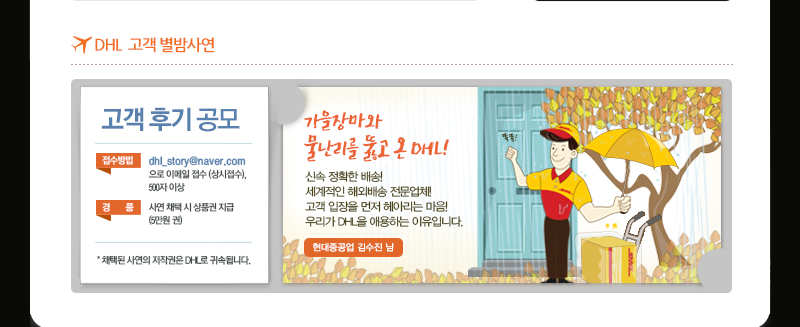 DHL 고객 별밤사연
고객 후기 공모
접수방법 dhl_story@naver.com
으로 이메일 접수 (상시접수),
500자 이상
경 품 사연 채택 시 상품권 지급
(5만원 권)
* 채택된 사연의 저작권은 DHL로 귀속됩니다.
가을장마와
물난리를 뚫고 온 DHL!
신속 정확한 배송!
세계적인 해외배송 전문업체!
고객 입장을 먼저 헤아리는 마음!
우리가 DHL을 애용하는 이유입니다.
현대중공업 김수진 님
똑똑!